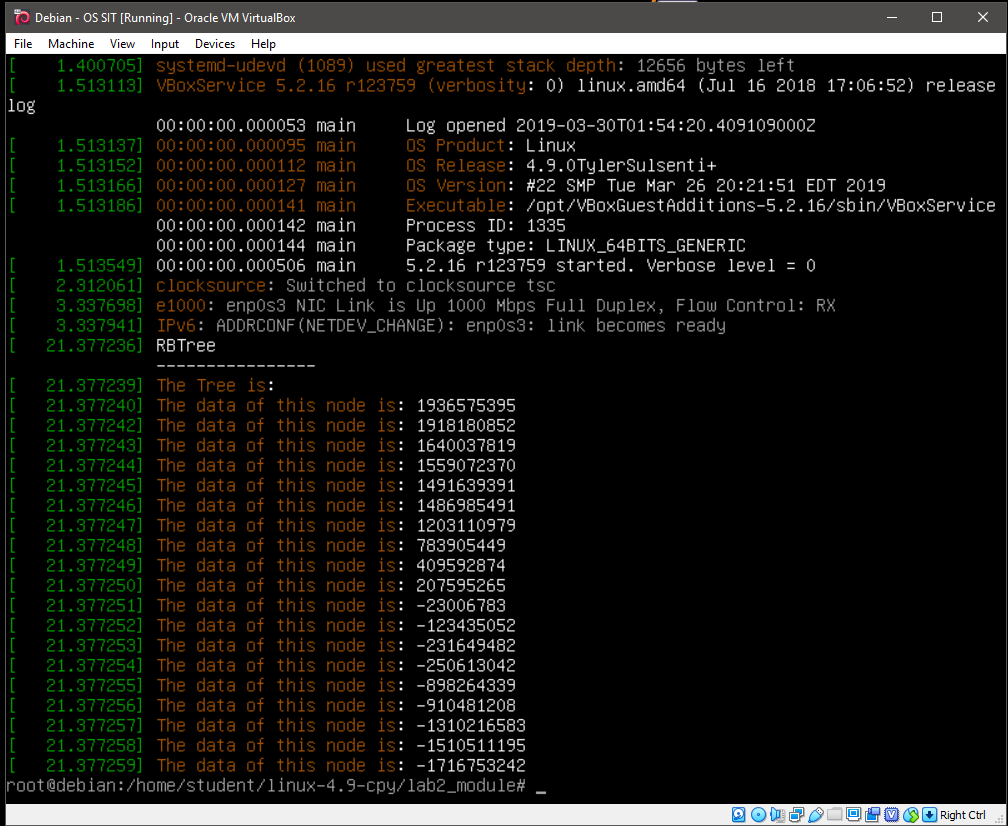 Debian - OS SIT [Running] - Oracle VM VirtualBox
File Machine View Input Devices Help
[    1.400705] systemd-udevd (1089) used greatest stack depth: 12656 bytes left
[    1.513113] VBoxService 5.2.16 r123759 (verbosity: 0) linux.amd64 (Jul 16 2018 17:06:52) release
log
00:00:00.000053 main     Log opened 2019-03-30T01:54:20.409109000Z
[    1.513137] 00:00:00.000095 main     OS Product: Linux
[    1.513152] 00:00:00.000112 main     OS Release: 4.9.0TylerSulsenti+
[    1.513166] 00:00:00.000127 main     OS Version: #22 SMP Tue Mar 26 20:21:51 EDT 2019
[    1.513186] 00:00:00.000141 main     Executable: /opt/VBoxGuestAdditions-5.2.16/sbin/VBoxService
00:00:00.000142 main     Process ID: 1335
00:00:00.000144 main     Package type: LINUX_64BITS_GENERIC
[    1.513549] 00:00:00.000506 main     5.2.16 r123759 started. Verbose level = 0
[    2.312061] clocksource: Switched to clocksource tsc
[    3.337698] e1000: enp0s3 NIC Link is Up 1000 Mbps Full Duplex, Flow Control: RX
[    3.337941] IPv6: ADDRCONF(NETDEV_CHANGE): enp0s3: link becomes ready
[   21.377236] RBTree
----------------
[   21.377239] The Tree is:
[   21.377240] The data of this node is: 1936575395
[   21.377242] The data of this node is: 1918180852
[   21.377243] The data of this node is: 1640037819
[   21.377244] The data of this node is: 1559072370
[   21.377245] The data of this node is: 1491639391
[   21.377246] The data of this node is: 1486985491
[   21.377247] The data of this node is: 1203110979
[   21.377248] The data of this node is: 783905449
[   21.377249] The data of this node is: 409592874
[   21.377250] The data of this node is: 207595265
[   21.377251] The data of this node is: -23006783
[   21.377252] The data of this node is: -123435052
[   21.377253] The data of this node is: -231649482
[   21.377254] The data of this node is: -250613042
[   21.377255] The data of this node is: -898264339
[   21.377256] The data of this node is: -910481208
[   21.377257] The data of this node is: -1310216583
[   21.377258] The data of this node is: -1510511195
[   21.377259] The data of this node is: -1716753242
root@debian:/home/student/linux-4.9-cpy/lab2_module# _
Right Ctrl